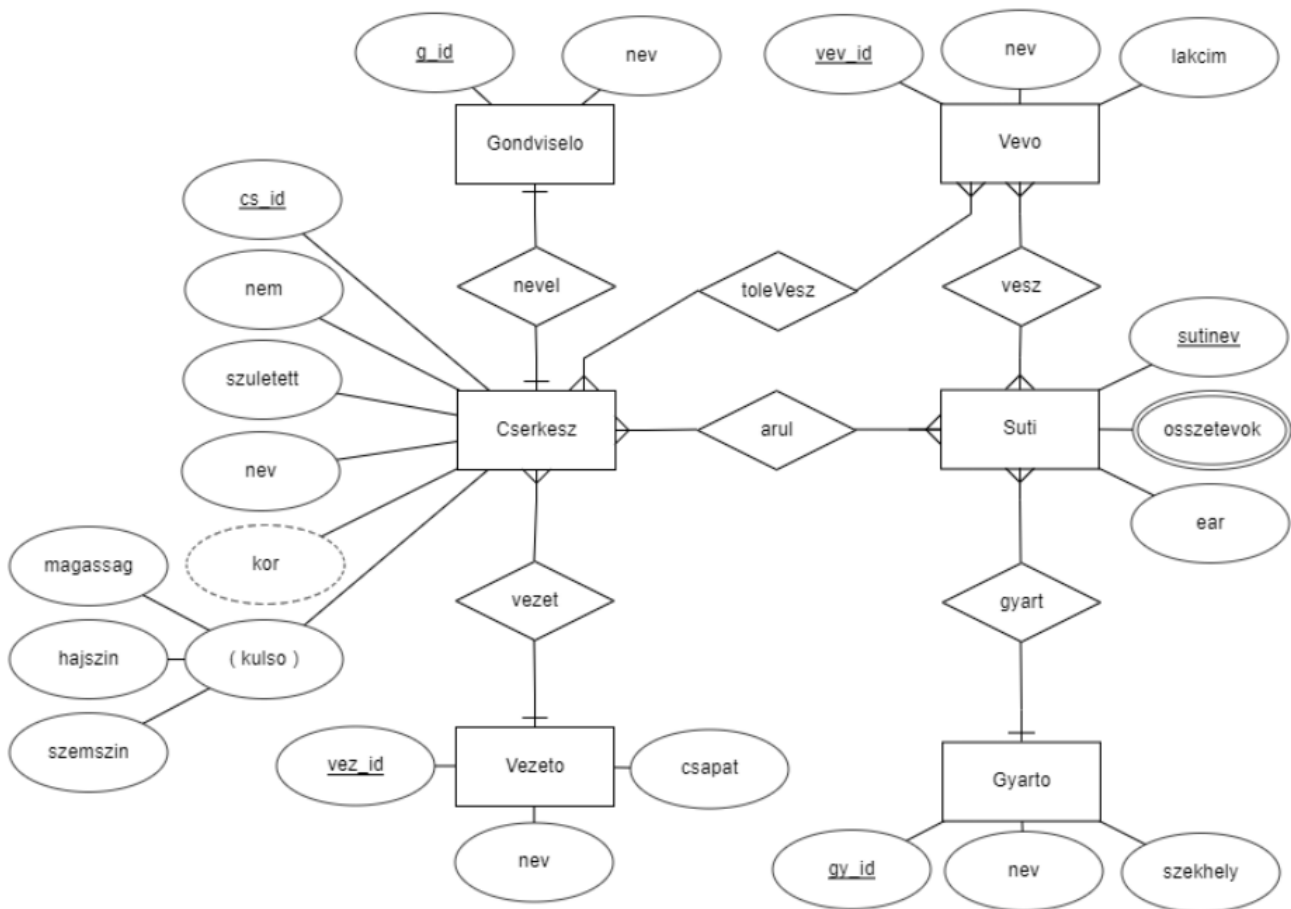 g_id
nev
vev_id
nev
lakcim
Gondviselo
Vevo
cs_id
nem
nevel
toleVesz
vesz
szuletett
sutinev
Cserkesz
arul
Suti
osszetevok
nev
ear
kor
magassag
vezet
gyart
hajszin
( kulso )
szemszin
vez_id
Vezeto
csapat
Gyarto
nev
gy_id
nev
szekhely